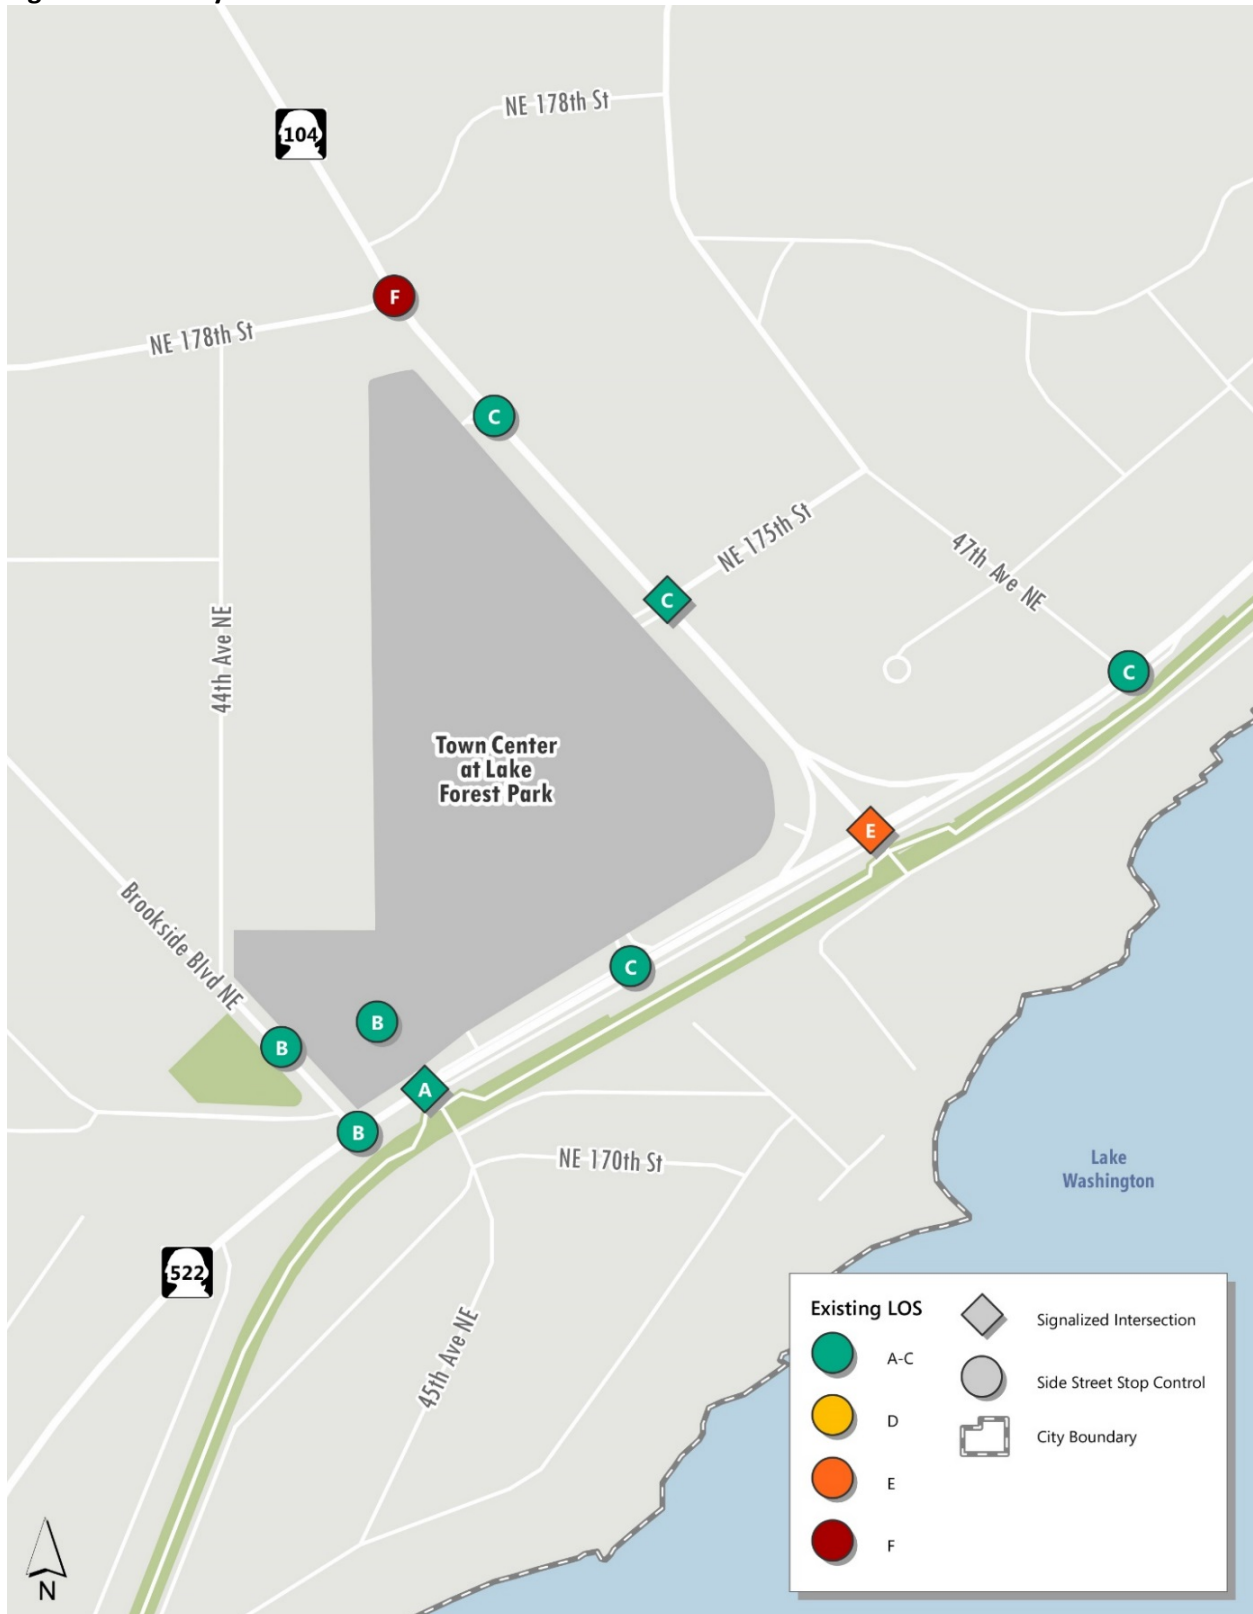 NE 178th St
104
F
NE 178th St
C
NE 175th St
C
47th Ave NE
44th Ave NE
C
Town Center
at Lake
Forest Park
E
Brookside Blvd NE
C
B
B
A
B
NE 170th St
Lake
Washington
522
45th Ave NE
Existing LOS
A-C
D
E
F
Signalized Intersection
Side Street Stop Control
City Boundary
N